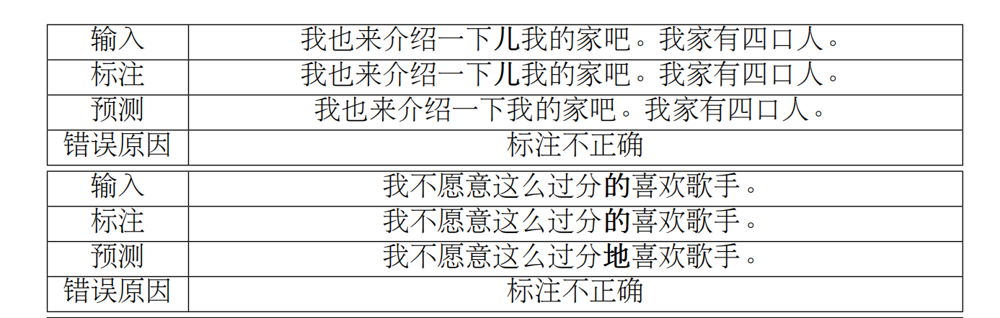 输入 我也来介绍一下儿我的家吧。我家有四口人。
标注 我也来介绍一下儿我的家吧。我家有四口人。
预测 我也来介绍一下我的家吧。我家有四口人。
错误原因 标注不正确
输入 我不愿意这么过分的喜欢歌手。
标注 我不愿意这么过分的喜欢歌手。
预测 我不愿意这么过分地喜欢歌手。
错误原因 标注不正确